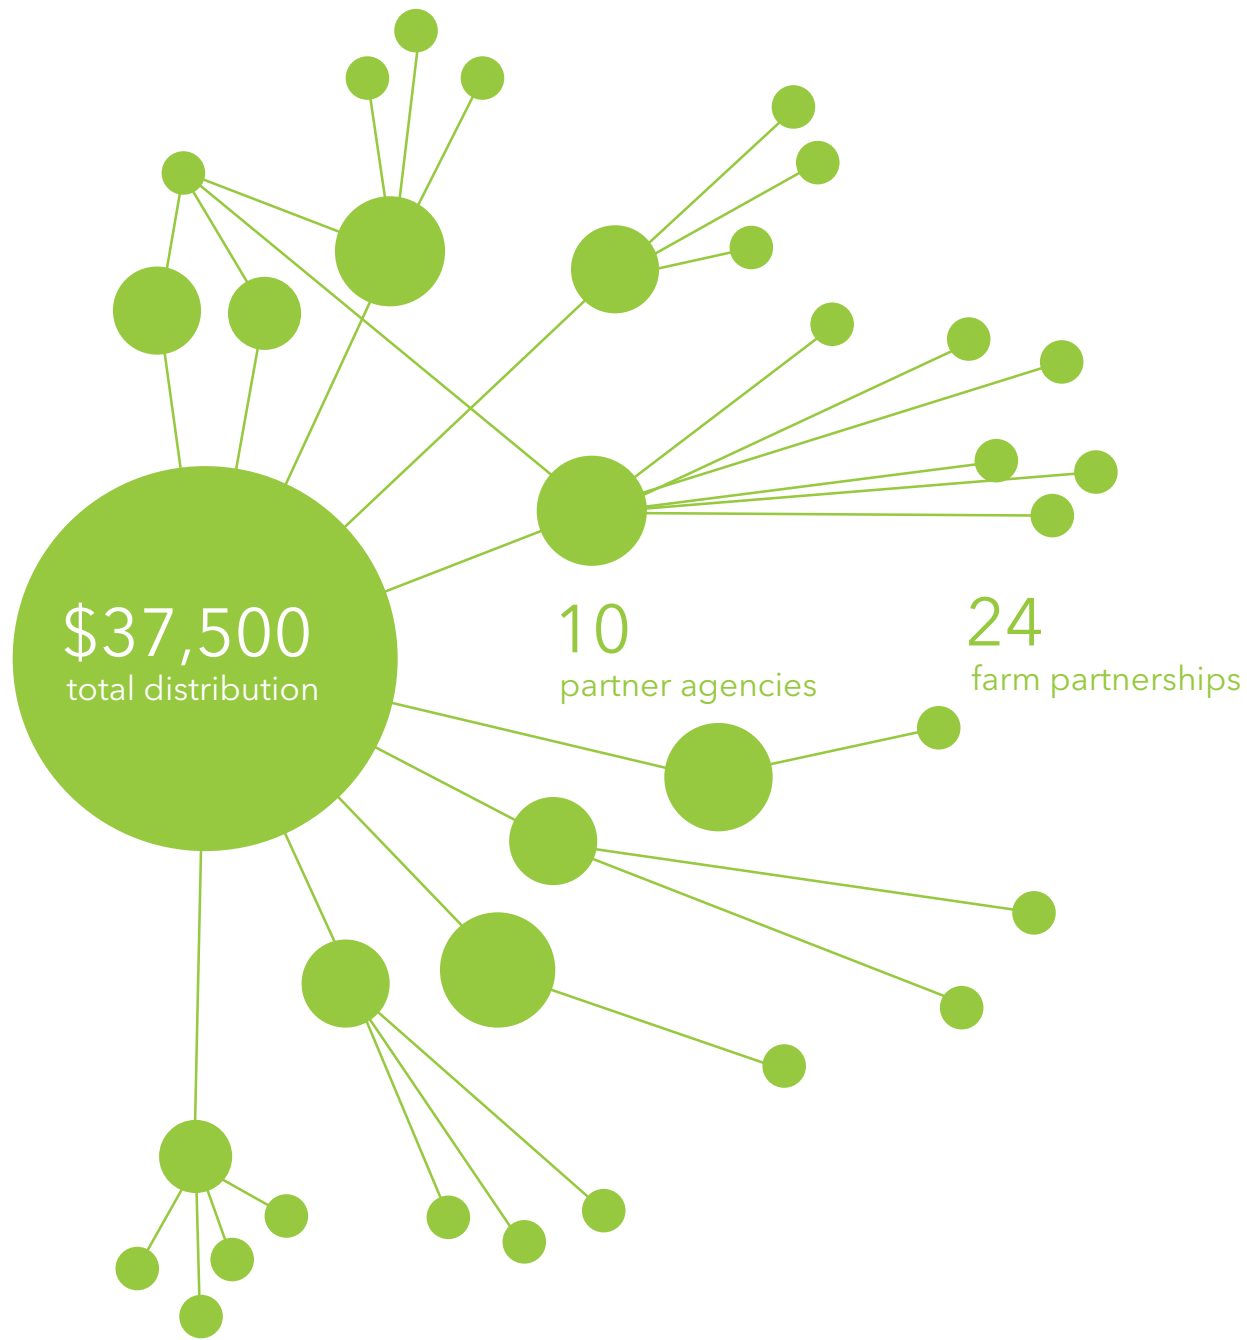 $37,500
total distribution
10
partner agencies
24
farm partnerships